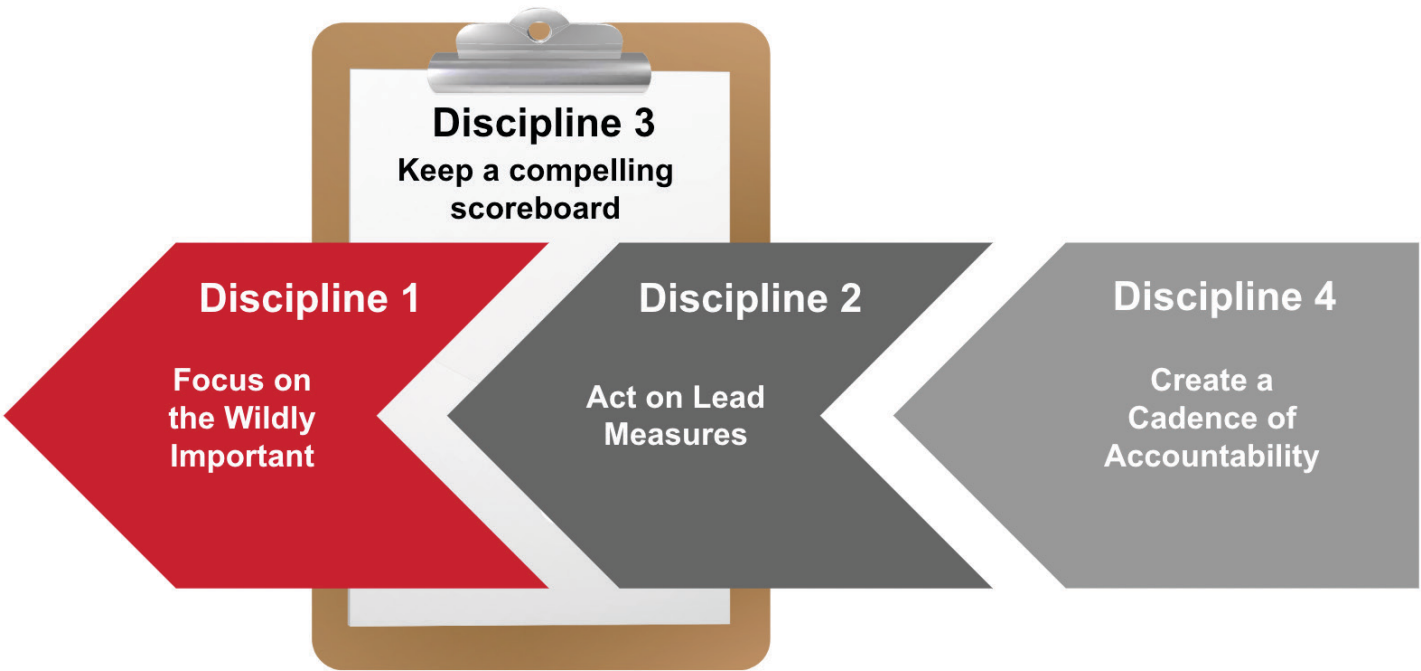 Discipline 3
Keep a compelling
scoreboard
Discipline 1
Focus on
the Wildly
Important
Discipline 2
Act on Lead
Measures
Discipline 4
Create a
Cadence of
Accountability